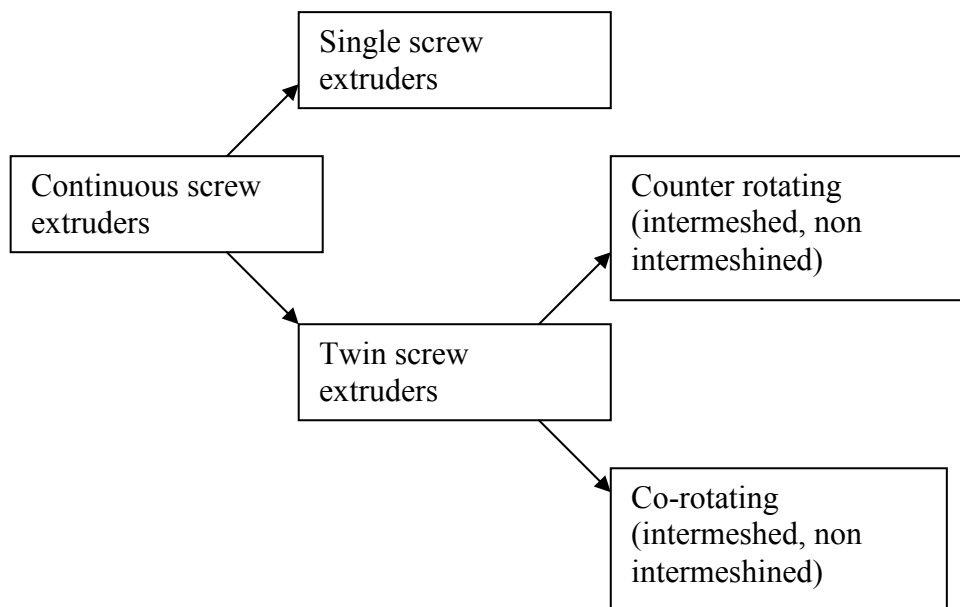 Single screw
extruders
Continuous screw
extruders
Counter rotating
(intermeshed, non
intermeshined)
Twin screw
extruders
Co-rotating
(intermeshed, non
intermeshined)